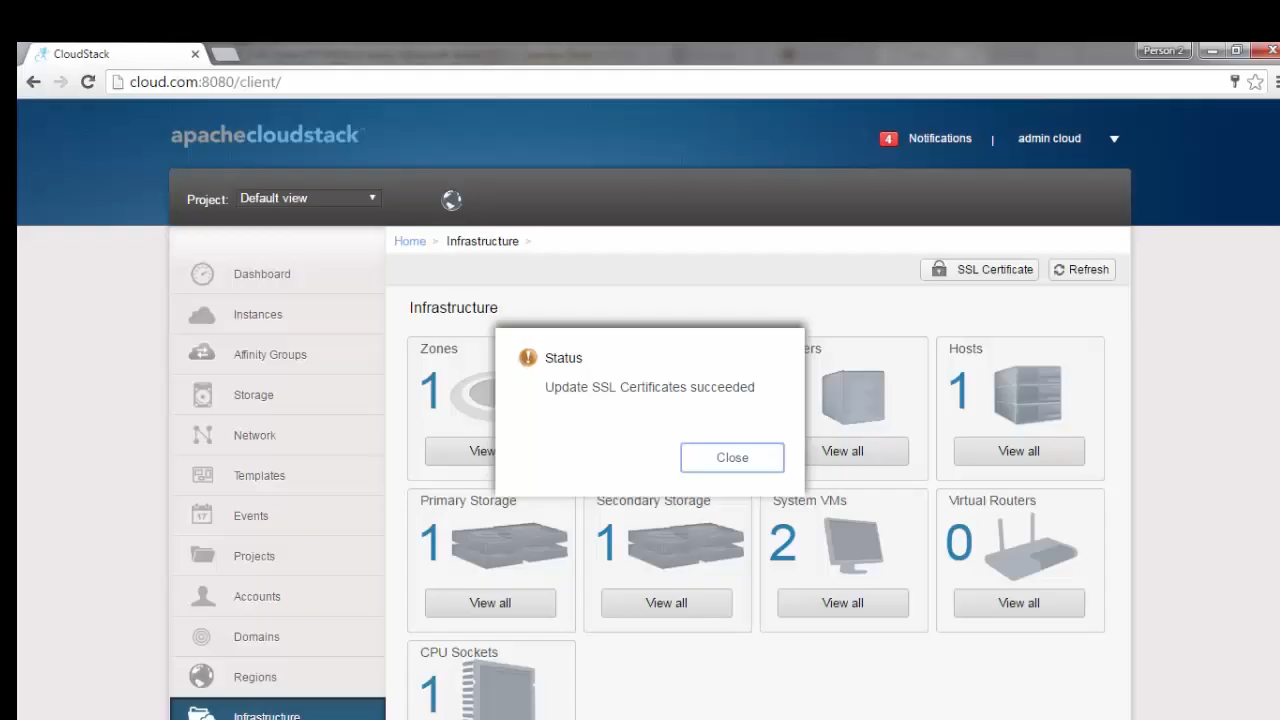 CloudStack
Person 2
cloud.com:8080/client/
apachecloudstack
4 Notifications | admin cloud
Project: Default view
Home > Infrastructure >
SSL Certificate Refresh
Dashboard
Instances
Affinity Groups
Storage
Network
Templates
Events
17
Projects
Accounts
Domains
Regions
Infrastructure
Infrastructure
Zones
1
View
Status
Update SSL Certificates succeeded
Close
ers
View all
Hosts
1
View all
Primary Storage
1
View all
Secondary Storage
1
View all
System VMs
2
View all
Virtual Routers
0
View all
CPU Sockets
1